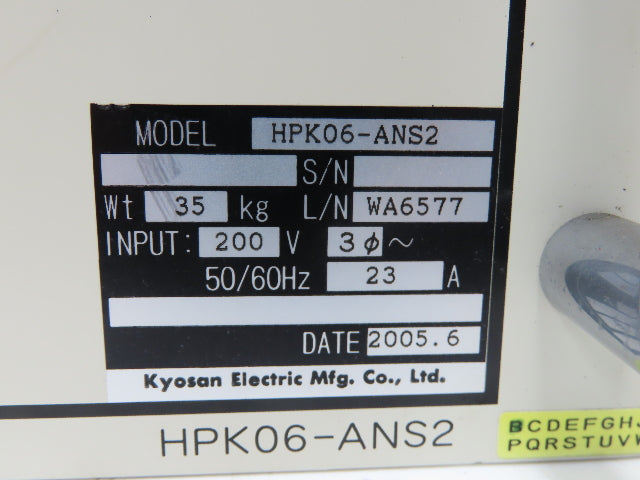 MODEL HPK06-ANS2
S/N
Wt 35 kg L/N WA6577
INPUT: 200 V 3φ~
50/60Hz 23 A
DATE 2005.6
Kyosan Electric Mfg. Co., Ltd.
HPK06-ANS2
BCDEFGHJ
PQRSTUVW